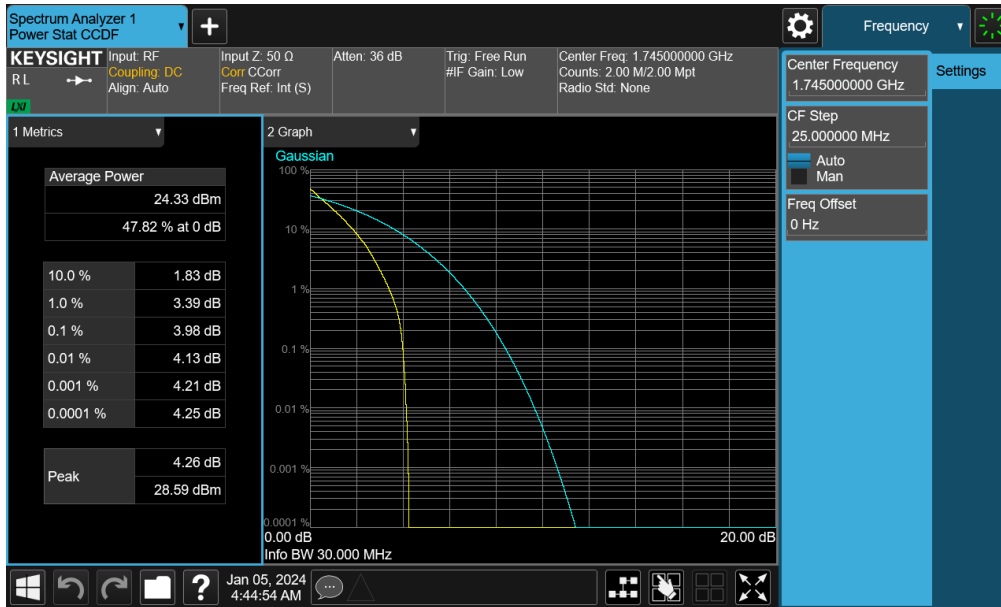 Spectrum Analyzer 1
Power Stat CCDF
Frequency
KEYSIGHT
RL
LXI
Input: RF
Coupling: DC
Align: Auto
Input Z: 50 Ω
Corr CCorr
Freq Ref: Int (S)
Atten: 36 dB
Trig: Free Run
#IF Gain: Low
Center Freq: 1.745000000 GHz
Counts: 2.00 M/2.00 Mpt
Radio Std: None
Center Frequency
1.745000000 GHz
Settings
CF Step
25.000000 MHz
Auto
Man
Freq Offset
0 Hz
1 Metrics
Average Power
24.33 dBm
47.82 % at 0 dB
10.0 % 1.83 dB
1.0 % 3.39 dB
0.1 % 3.98 dB
0.01 % 4.13 dB
0.001 % 4.21 dB
0.0001 % 4.25 dB
Peak
4.26 dB
28.59 dBm
2 Graph
Gaussian
100 %
10 %
1 %
0.1 %
0.01 %
0.001 %
0.0001 %
0.00 dB 20.00 dB
Info BW 30.000 MHz
Jan 05, 2024
4:44:54 AM